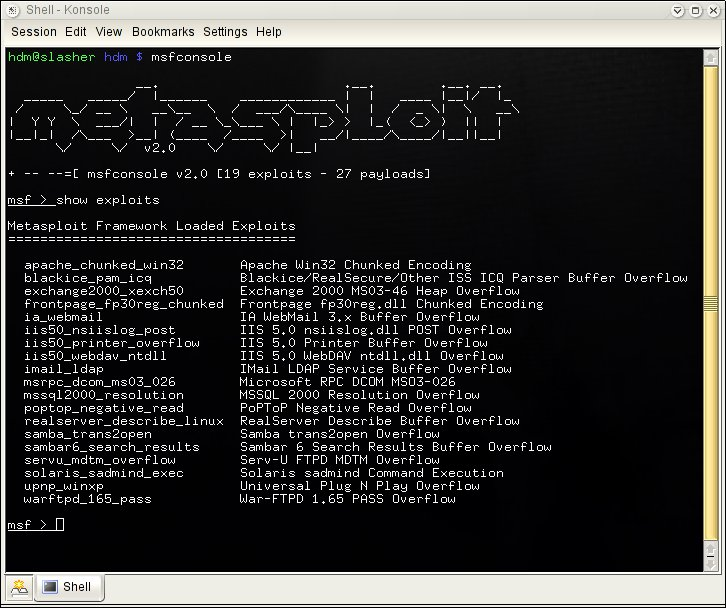 Shell - Konsole
Session Edit View Bookmarks Settings Help
hdm@slasher hdm $ msfconsole
metasploit
v2.0
+ -- --=[ msfconsole v2.0 [19 exploits - 27 payloads]
msf > show exploits
Metasploit Framework Loaded Exploits
====================================
apache_chunked_win32 Apache Win32 Chunked Encoding
blackice_pam_icq Blackice/RealSecure/Other ISS ICQ Parser Buffer Overflow
exchange2000_xexch50 Exchange 2000 MS03-46 Heap Overflow
frontpage_fp30reg_chunked Frontpage fp30reg.dll Chunked Encoding
ia_webmail IA WebMail 3.x Buffer Overflow
iis50_nsiislog_post IIS 5.0 nsiislog.dll POST Overflow
iis50_printer_overflow IIS 5.0 Printer Buffer Overflow
iis50_webdav_ntdll IIS 5.0 WebDAV ntdll.dll Overflow
imail_ldap IMail LDAP Service Buffer Overflow
msrpc_dcom_ms03_026 Microsoft RPC DCOM MS03-026
mssql2000_resolution MSSQL 2000 Resolution Overflow
poptop_negative_read PoPToP Negative Read Overflow
realserver_describe_linux RealServer Describe Buffer Overflow
samba_trans2open Samba trans2open Overflow
sambar6_search_results Sambar 6 Search Results Buffer Overflow
servu_mdtm_overflow Serv-U FTPD MDTM Overflow
solaris_sadmind_exec Solaris sadmind Command Execution
upnp_winxp Universal Plug N Play Overflow
warftpd_165_pass War-FTPD 1.65 PASS Overflow
msf >
Shell